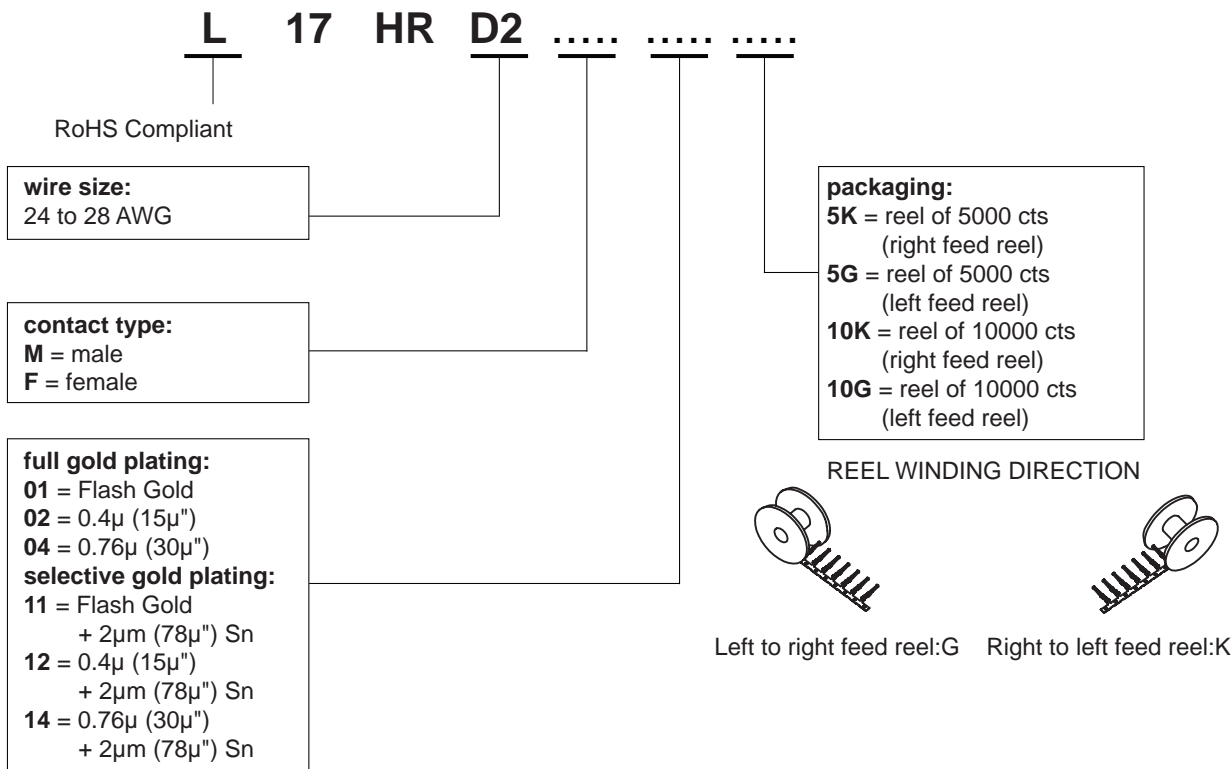 L 17 HR D2 ..... ..... .....
RoHS Compliant
wire size:
24 to 28 AWG
contact type:
M = male
F = female
full gold plating:
01 = Flash Gold
02 = 0.4µ (15µ")
04 = 0.76µ (30µ")
selective gold plating:
11 = Flash Gold
+ 2µm (78µ") Sn
12 = 0.4µ (15µ")
+ 2µm (78µ") Sn
14 = 0.76µ (30µ")
+ 2µm (78µ") Sn
packaging:
5K = reel of 5000 cts
(right feed reel)
5G = reel of 5000 cts
(left feed reel)
10K = reel of 10000 cts
(right feed reel)
10G = reel of 10000 cts
(left feed reel)
REEL WINDING DIRECTION
Left to right feed reel:G
Right to left feed reel:K